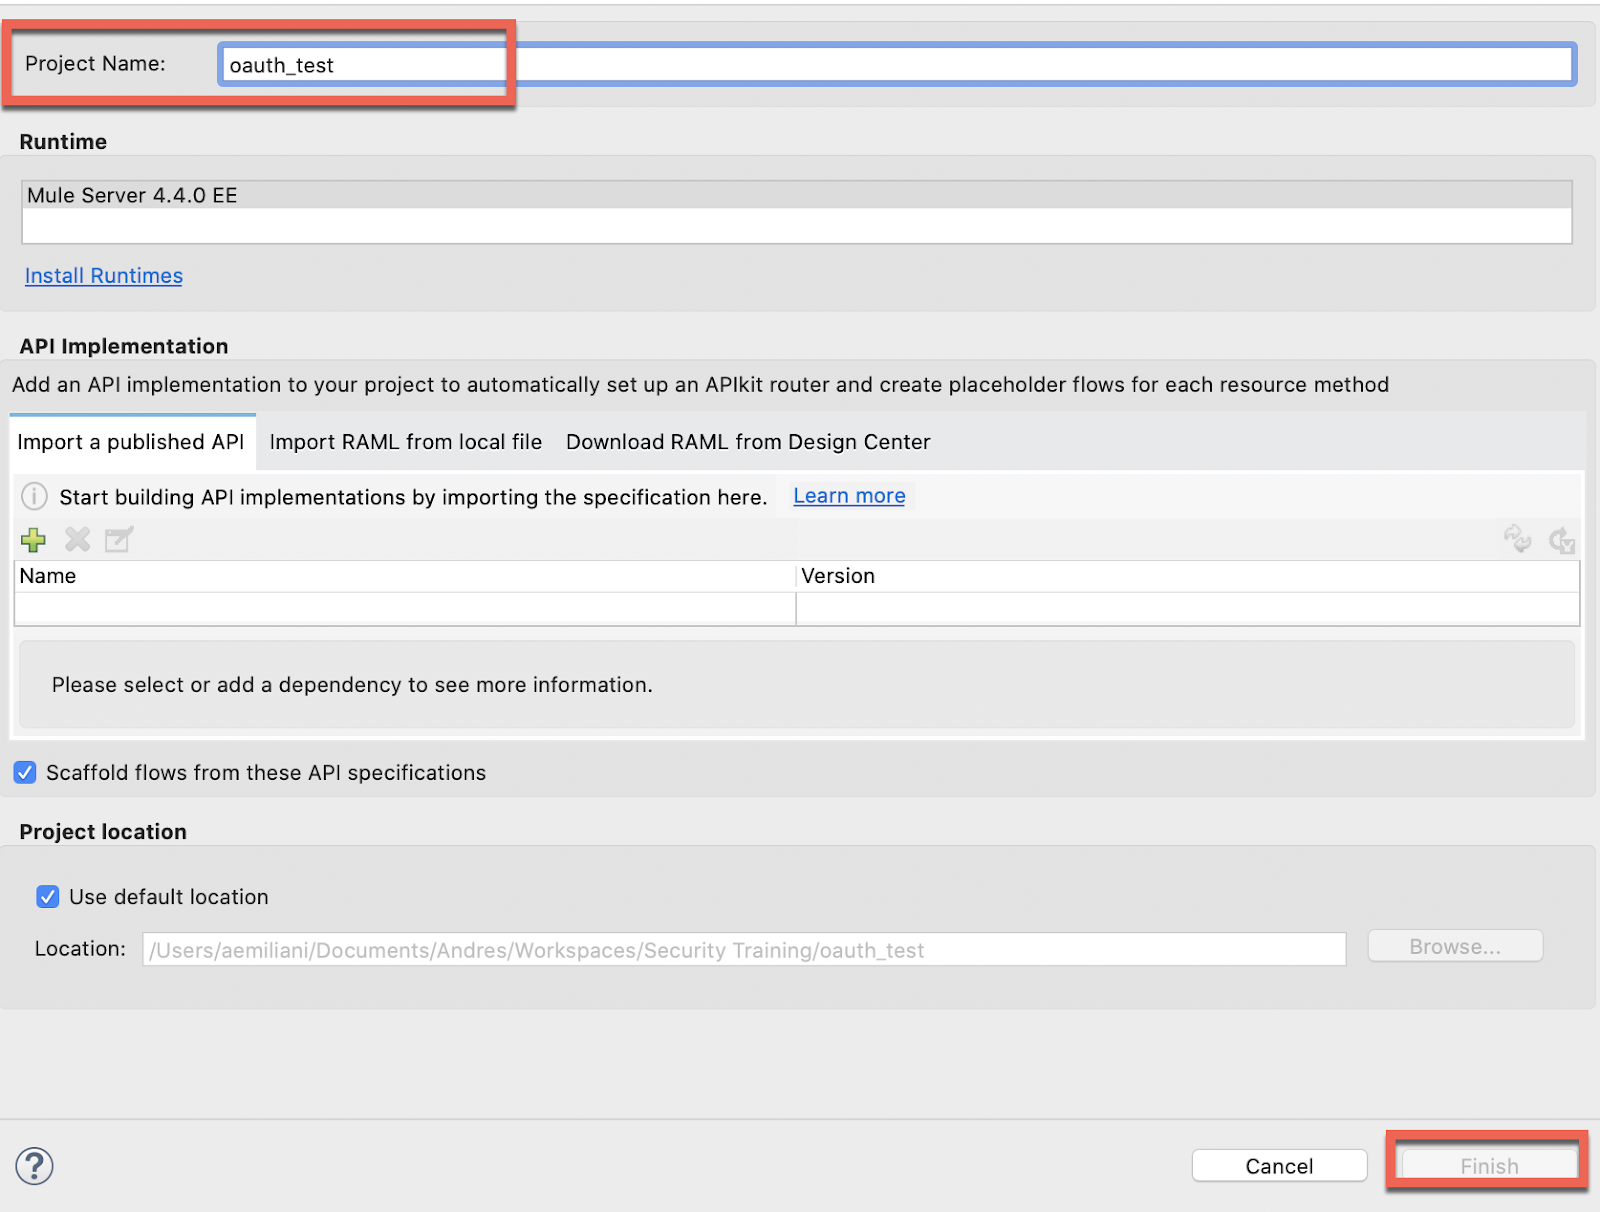 Project Name: oauth_test
Runtime
Mule Server 4.4.0 EE
Install Runtimes
API Implementation
Add an API implementation to your project to automatically set up an APIkit router and create placeholder flows for each resource method
Import a published API Import RAML from local file Download RAML from Design Center
Start building API implementations by importing the specification here. Learn more
Name Version
Please select or add a dependency to see more information.
Scaffold flows from these API specifications
Project location
Use default location
Location: /Users/aemiliani/Documents/Andres/Workspaces/Security Training/oauth_test Browse...
? Cancel Finish